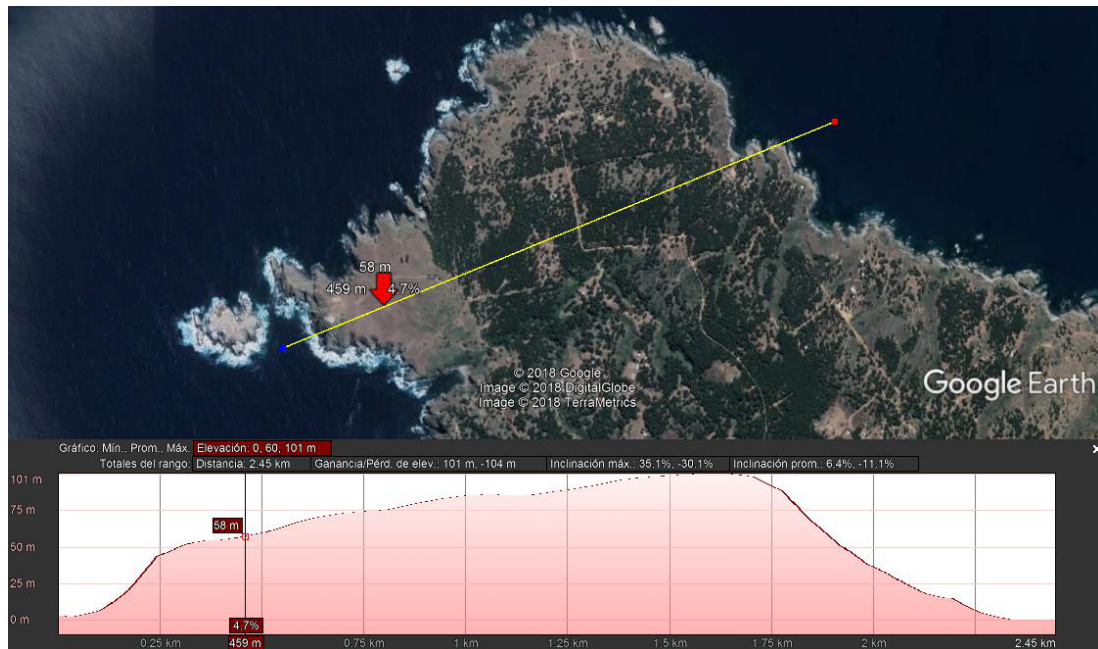 58 m
459 m 4.7%
© 2018 Google
Image © 2018 DigitalGlobe
Image © 2018 TerraMetrics
Google Earth
Gráfico: Mín., Prom., Máx. Elevación: 0, 60, 101 m
Totales del rango: Distancia: 2.45 km Ganancia/Pérd. de elev.: 101 m, -104 m Inclinación máx.: 35.1%, -30.1% Inclinación prom.: 6.4%, -11.1%
101 m
75 m
58 m
50 m
25 m
0 m
4.7%
0.25 km 459 m 0.75 km 1 km 1.25 km 1.5 km 1.75 km 2 km 2.45 km